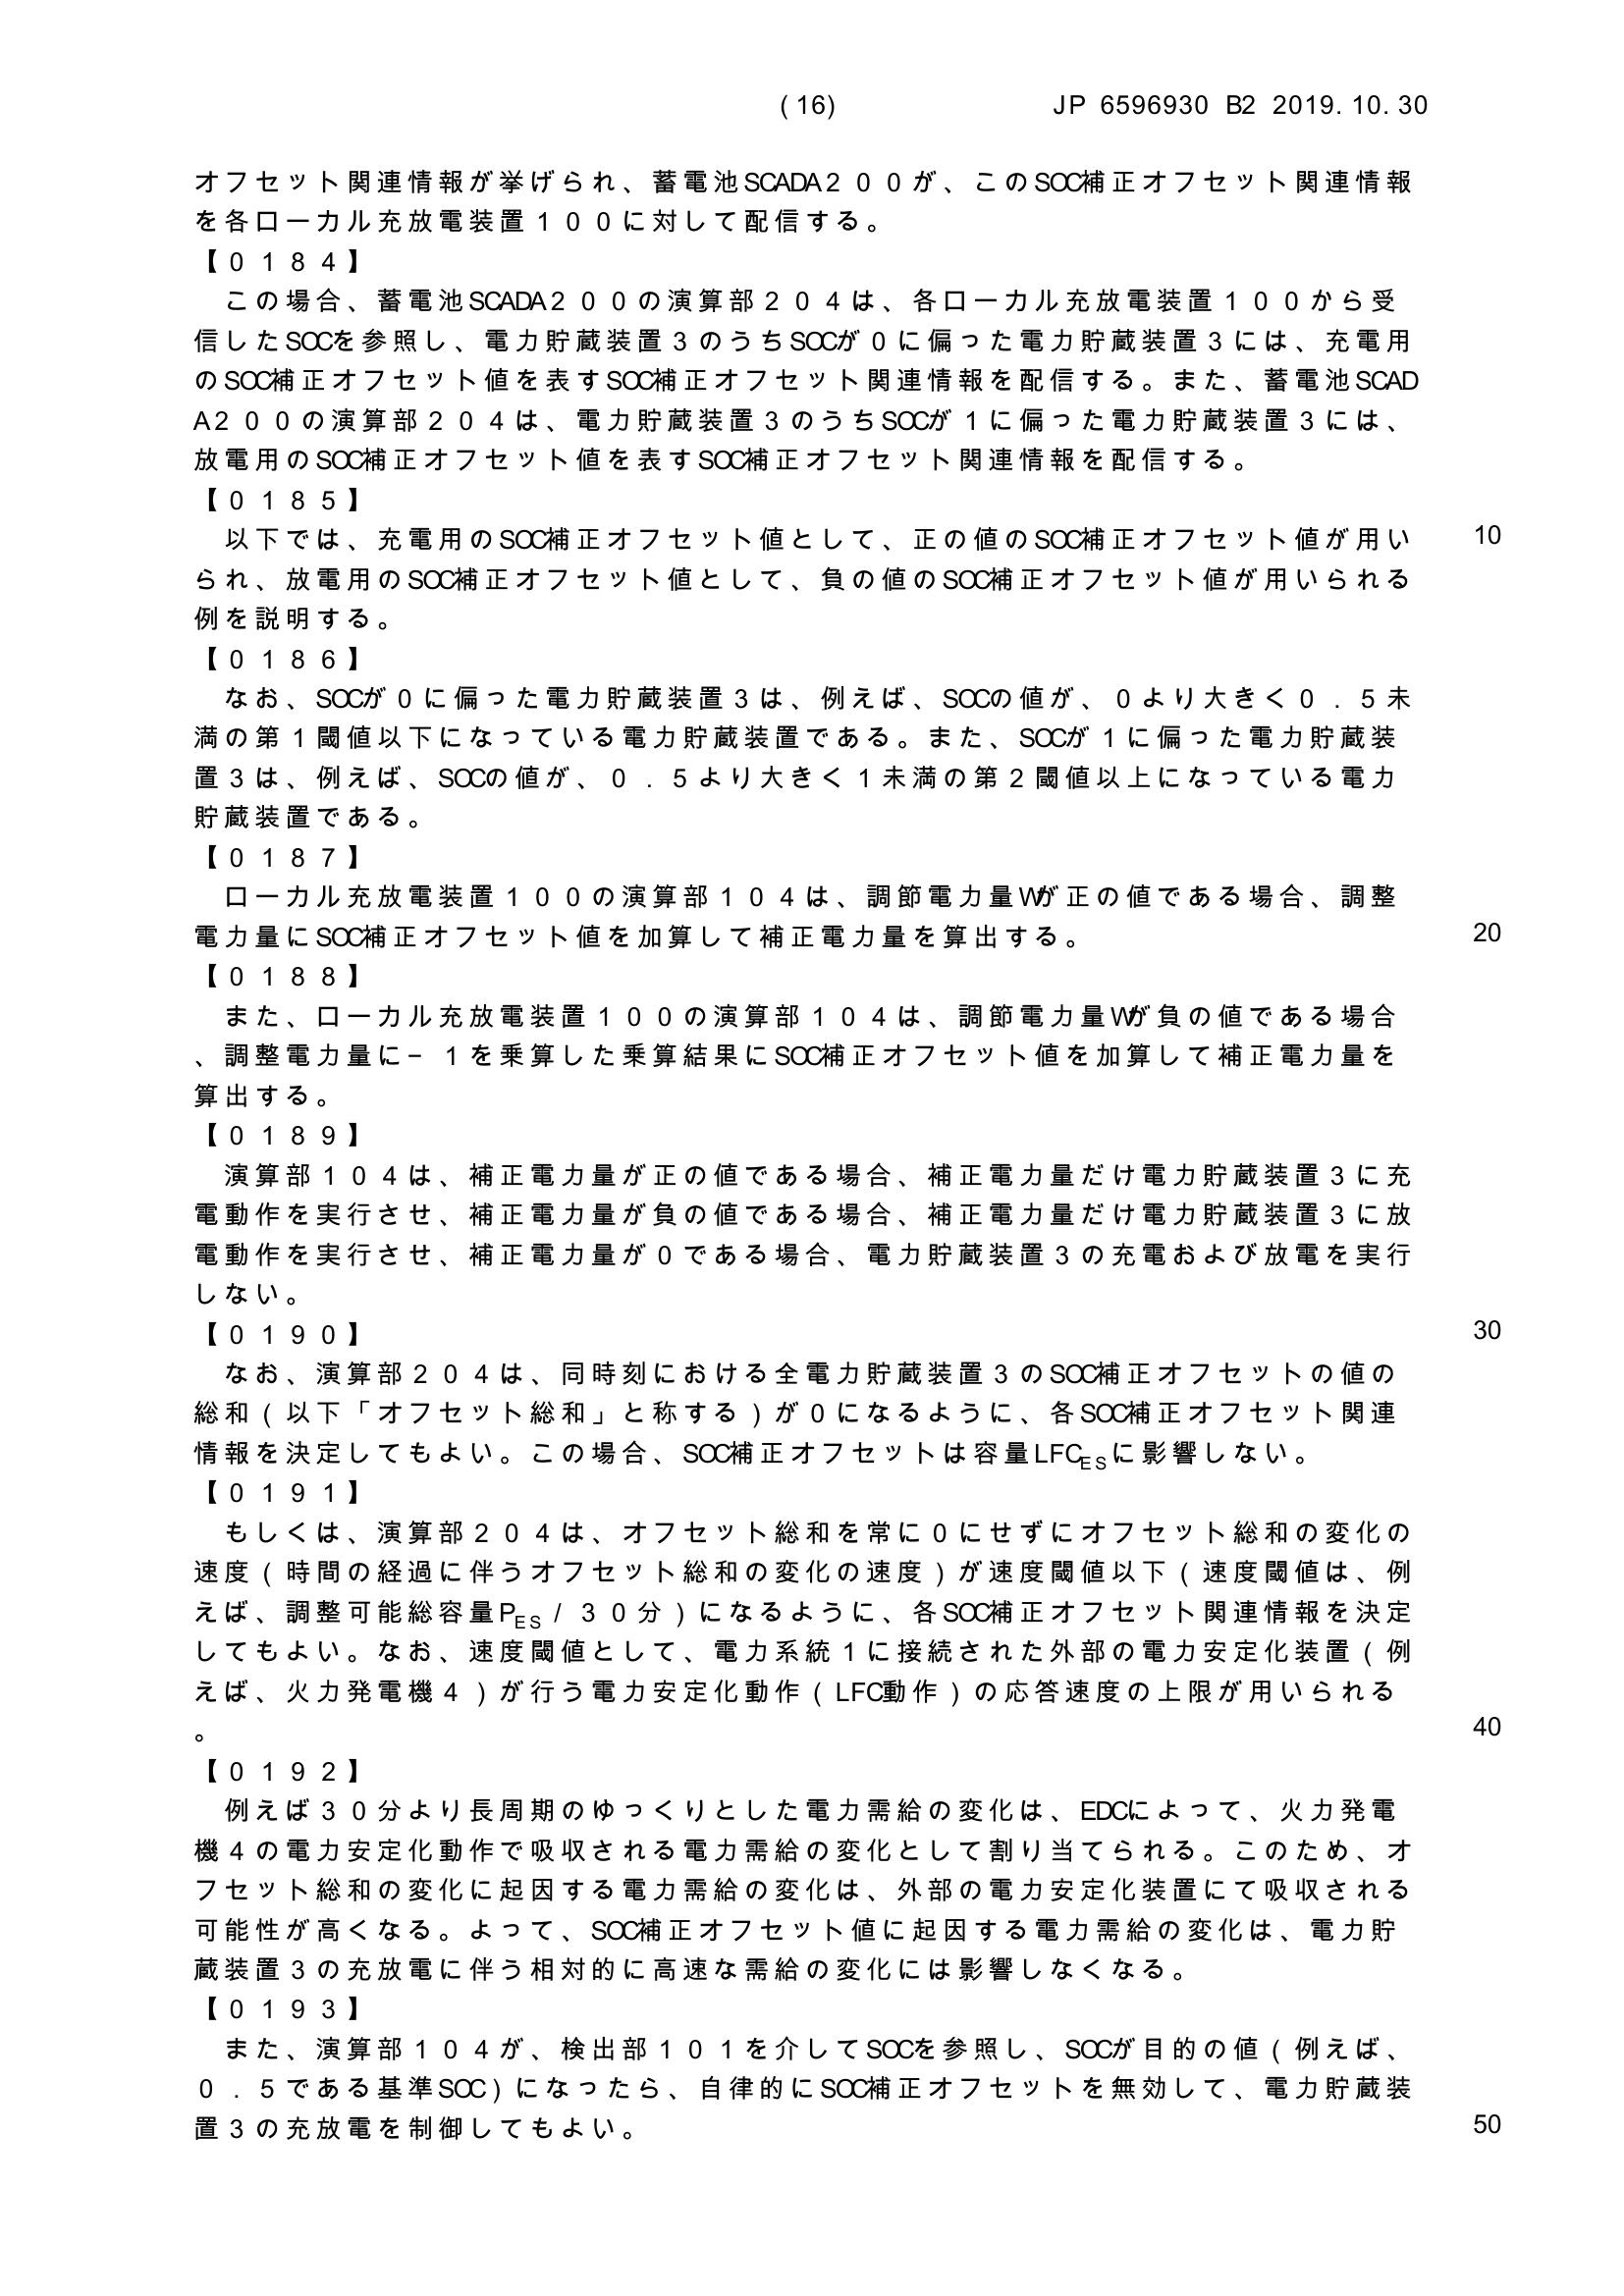 (16) JP 6596930 B2 2019.10.30
オフセット関連情報が挙げられ、蓄電池SCADA２００が、このSOC補正オフセット関連情報
を各ローカル充放電装置１００に対して配信する。
【０１８４】
この場合、蓄電池SCADA２００の演算部２０４は、各ローカル充放電装置１００から受
信したSOCを参照し、電力貯蔵装置３のうちSOCが０に偏った電力貯蔵装置３には、充電用
のSOC補正オフセット値を表すSOC補正オフセット関連情報を配信する。また、蓄電池SCAD
A２００の演算部２０４は、電力貯蔵装置３のうちSOCが１に偏った電力貯蔵装置３には、
放電用のSOC補正オフセット値を表すSOC補正オフセット関連情報を配信する。
【０１８５】
以下では、充電用のSOC補正オフセット値として、正の値のSOC補正オフセット値が用い 10
られ、放電用のSOC補正オフセット値として、負の値のSOC補正オフセット値が用いられる
例を説明する。
【０１８６】
なお、SOCが０に偏った電力貯蔵装置３は、例えば、SOCの値が、０より大きく０．５未
満の第１閾値以下になっている電力貯蔵装置である。また、SOCが１に偏った電力貯蔵装
置３は、例えば、SOCの値が、０．５より大きく１未満の第２閾値以上になっている電力
貯蔵装置である。
【０１８７】
ローカル充放電装置１００の演算部１０４は、調節電力量Wが正の値である場合、調整
電力量にSOC補正オフセット値を加算して補正電力量を算出する。 20
【０１８８】
また、ローカル充放電装置１００の演算部１０４は、調節電力量Wが負の値である場合
、調整電力量に−１を乗算した乗算結果にSOC補正オフセット値を加算して補正電力量を
算出する。
【０１８９】
演算部１０４は、補正電力量が正の値である場合、補正電力量だけ電力貯蔵装置３に充
電動作を実行させ、補正電力量が負の値である場合、補正電力量だけ電力貯蔵装置３に放
電動作を実行させ、補正電力量が０である場合、電力貯蔵装置３の充電および放電を実行
しない。
【０１９０】 30
なお、演算部２０４は、同時刻における全電力貯蔵装置３のSOC補正オフセットの値の
総和（以下「オフセット総和」と称する）が０になるように、各SOC補正オフセット関連
情報を決定してもよい。この場合、SOC補正オフセットは容量LFCESに影響しない。
【０１９１】
もしくは、演算部２０４は、オフセット総和を常に０にせずにオフセット総和の変化の
速度（時間の経過に伴うオフセット総和の変化の速度）が速度閾値以下（速度閾値は、例
えば、調整可能総容量PES／３０分）になるように、各SOC補正オフセット関連情報を決定
してもよい。なお、速度閾値として、電力系統１に接続された外部の電力安定化装置（例
えば、火力発電機４）が行う電力安定化動作（LFC動作）の応答速度の上限が用いられる
。 40
【０１９２】
例えば３０分より長周期のゆっくりとした電力需給の変化は、EDCによって、火力発電
機４の電力安定化動作で吸収される電力需給の変化として割り当てられる。このため、オ
フセット総和の変化に起因する電力需給の変化は、外部の電力安定化装置にて吸収される
可能性が高くなる。よって、SOC補正オフセット値に起因する電力需給の変化は、電力貯
蔵装置３の充放電に伴う相対的に高速な需給の変化には影響しなくなる。
【０１９３】
また、演算部１０４が、検出部１０１を介してSOCを参照し、SOCが目的の値（例えば、
０．５である基準SOC）になったら、自律的にSOC補正オフセットを無効して、電力貯蔵装
置３の充放電を制御してもよい。 50